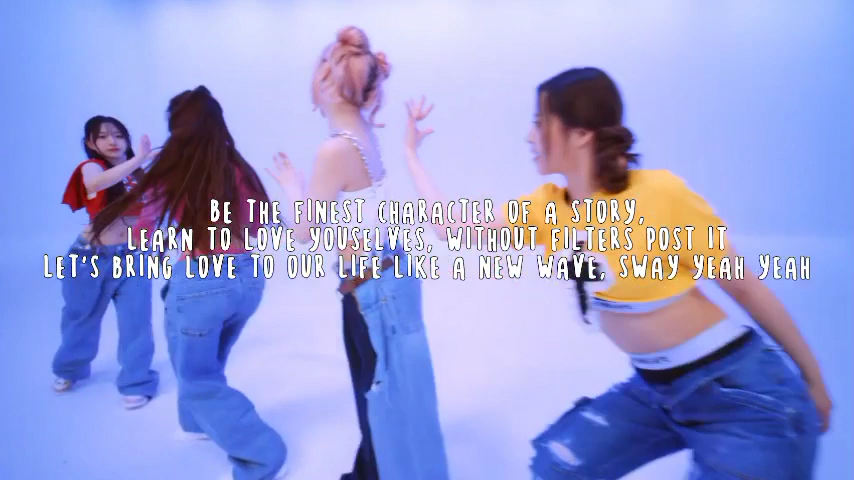 BE THE FINEST CHARACTER OF A STORY,
LEARN TO LOVE YOUSELVES, WITHOUT FILTERS POST IT
LET'S BRING LOVE TO OUR LIFE LIKE A NEW WAVE, SWAY YEAH YEAH